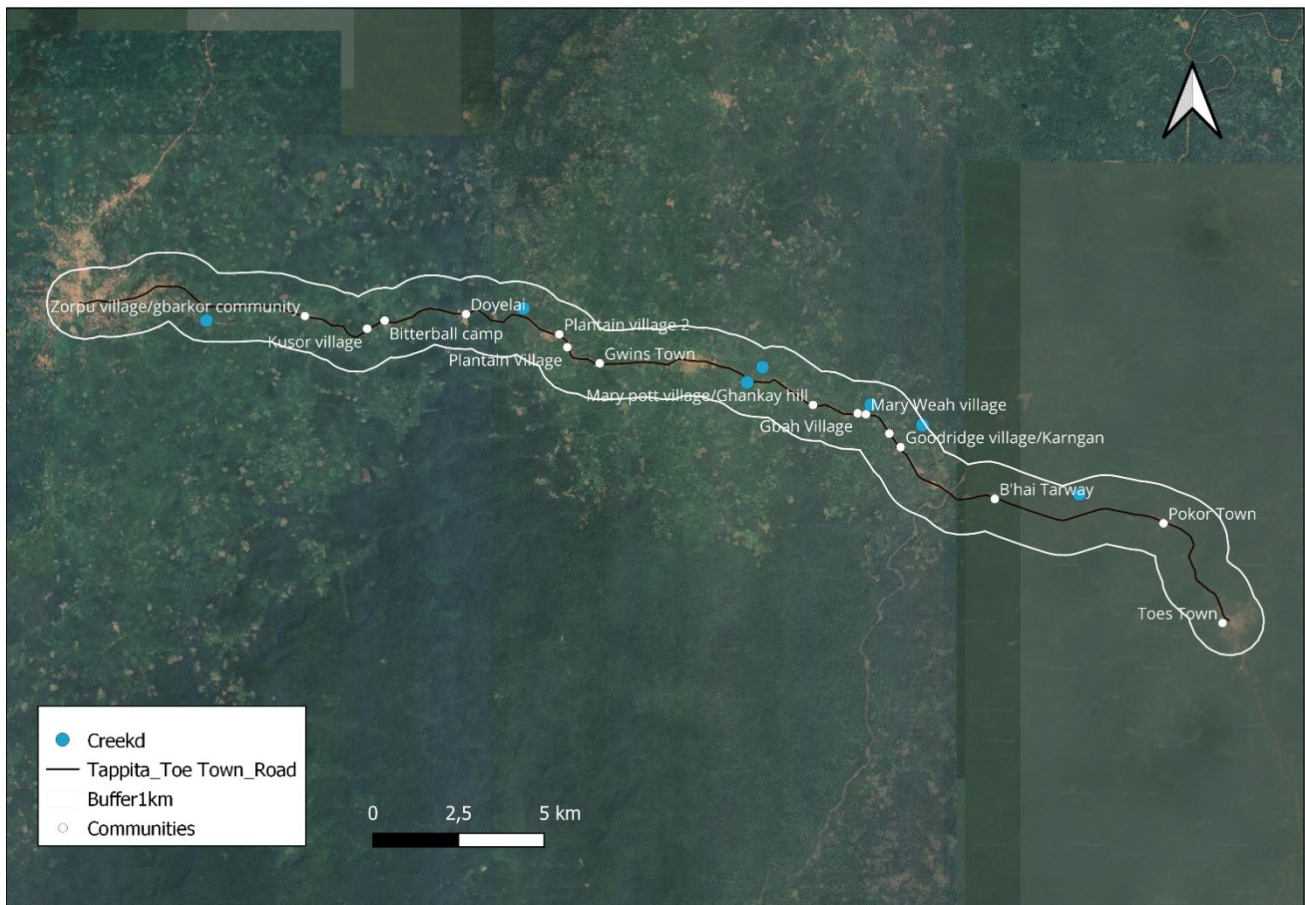 Zorpu village/gbarkor community
Kusor village
Bitterball camp
Doyelai
Plantain village 2
Plantain Village
Gwins Town
Mary pott village/Ghankay hill
Gbah Village
Mary Weah village
Goodridge village/Karngan
B'hai Tarway
Pokor Town
Toes Town
Creekd
Tappita_Toe Town_Road
Buffer1km
Communities
0 2,5 5 km